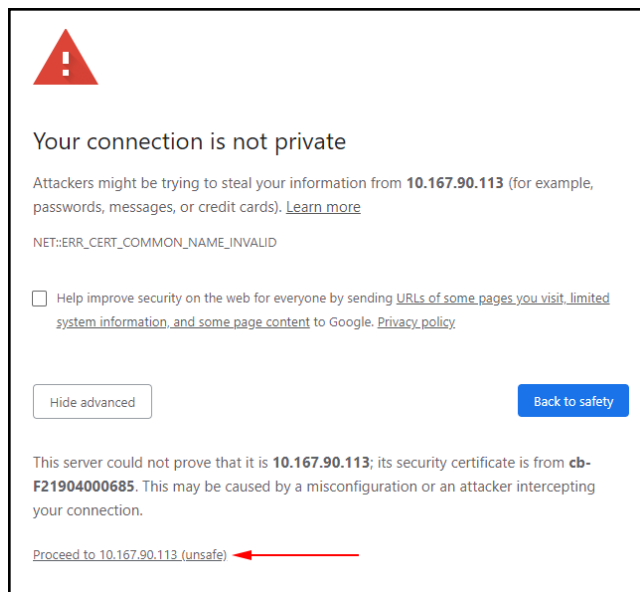 Your connection is not private
Attackers might be trying to steal your information from 10.167.90.113 (for example,
passwords, messages, or credit cards). Learn more
NET::ERR_CERT_COMMON_NAME_INVALID
Help improve security on the web for everyone by sending URLs of some pages you visit, limited
system information, and some page content to Google. Privacy policy
Hide advanced
Back to safety
This server could not prove that it is 10.167.90.113; its security certificate is from cb-
F21904000685. This may be caused by a misconfiguration or an attacker intercepting
your connection.
Proceed to 10.167.90.113 (unsafe)